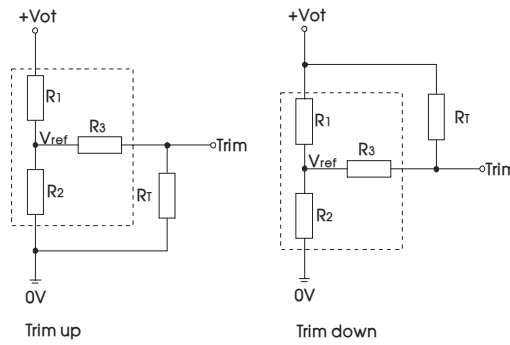 +Vot
R1
Vref
R3
Trim
R2
RT
0V
Trim up
+Vot
R1
RT
Vref
R3
Trim
R2
0V
Trim down